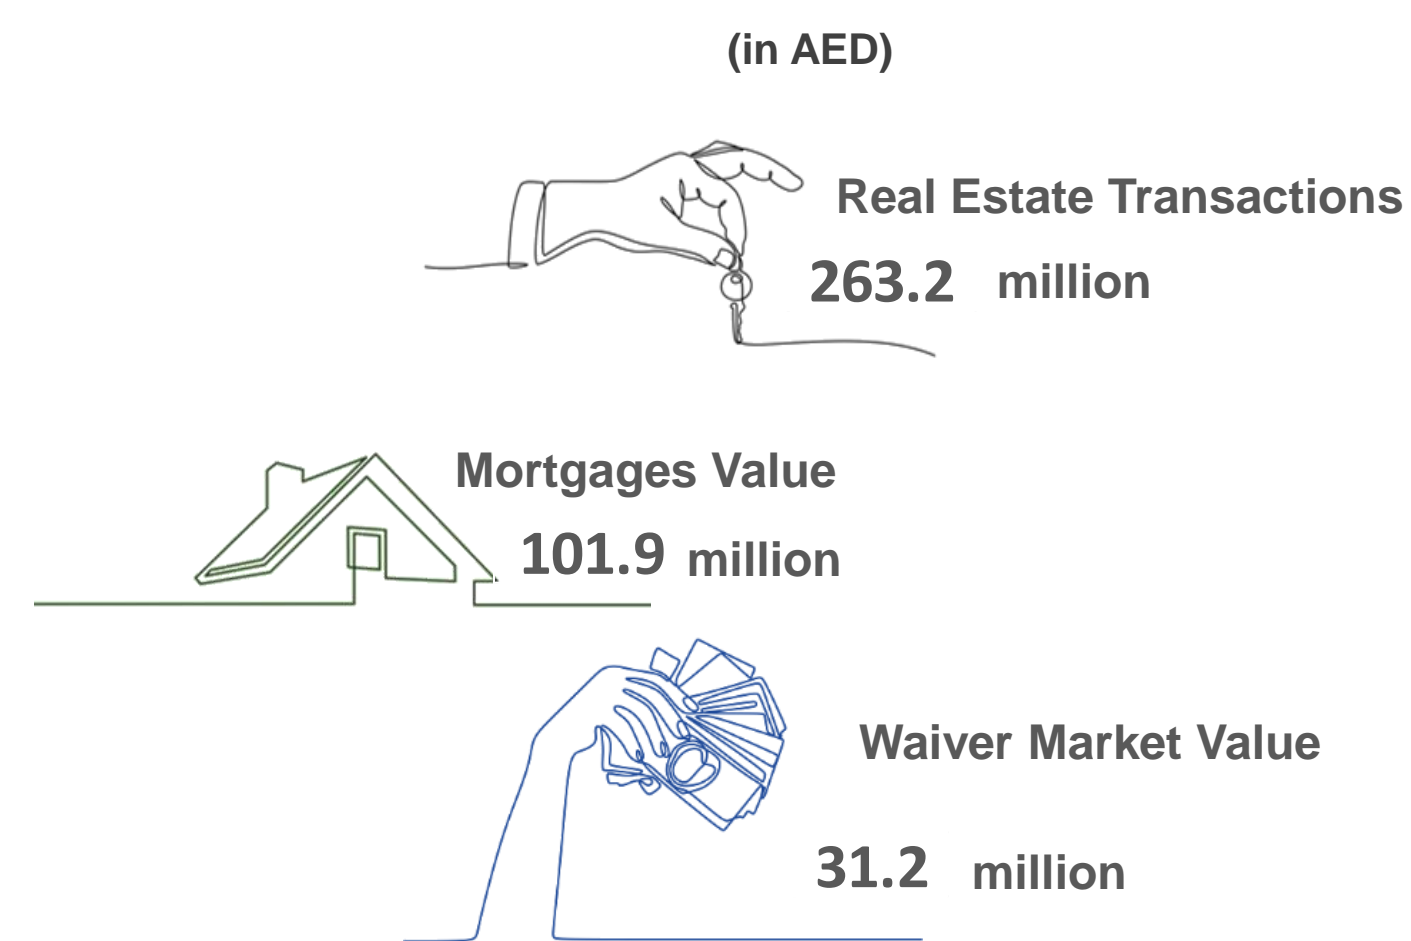 (in AED)
Real Estate Transactions
263.2 million
Mortgages Value
101.9 million
Waiver Market Value
31.2 million